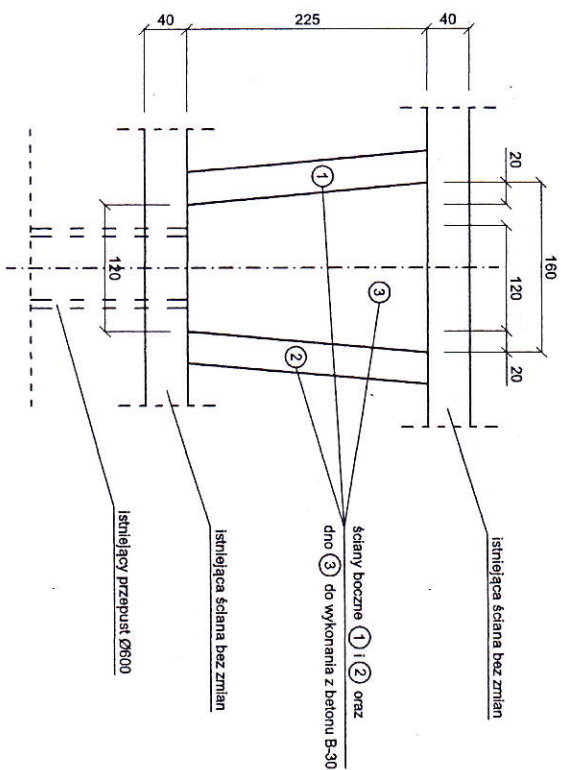 40
225
40
20
160
120
20
120
1
2
3
istniejąca ściana bez zmian
ściany boczne 1 i 2 oraz
dno 3 do wykonania z betonu B-30
istniejąca ściana bez zmian
istniejący przepust Ø600